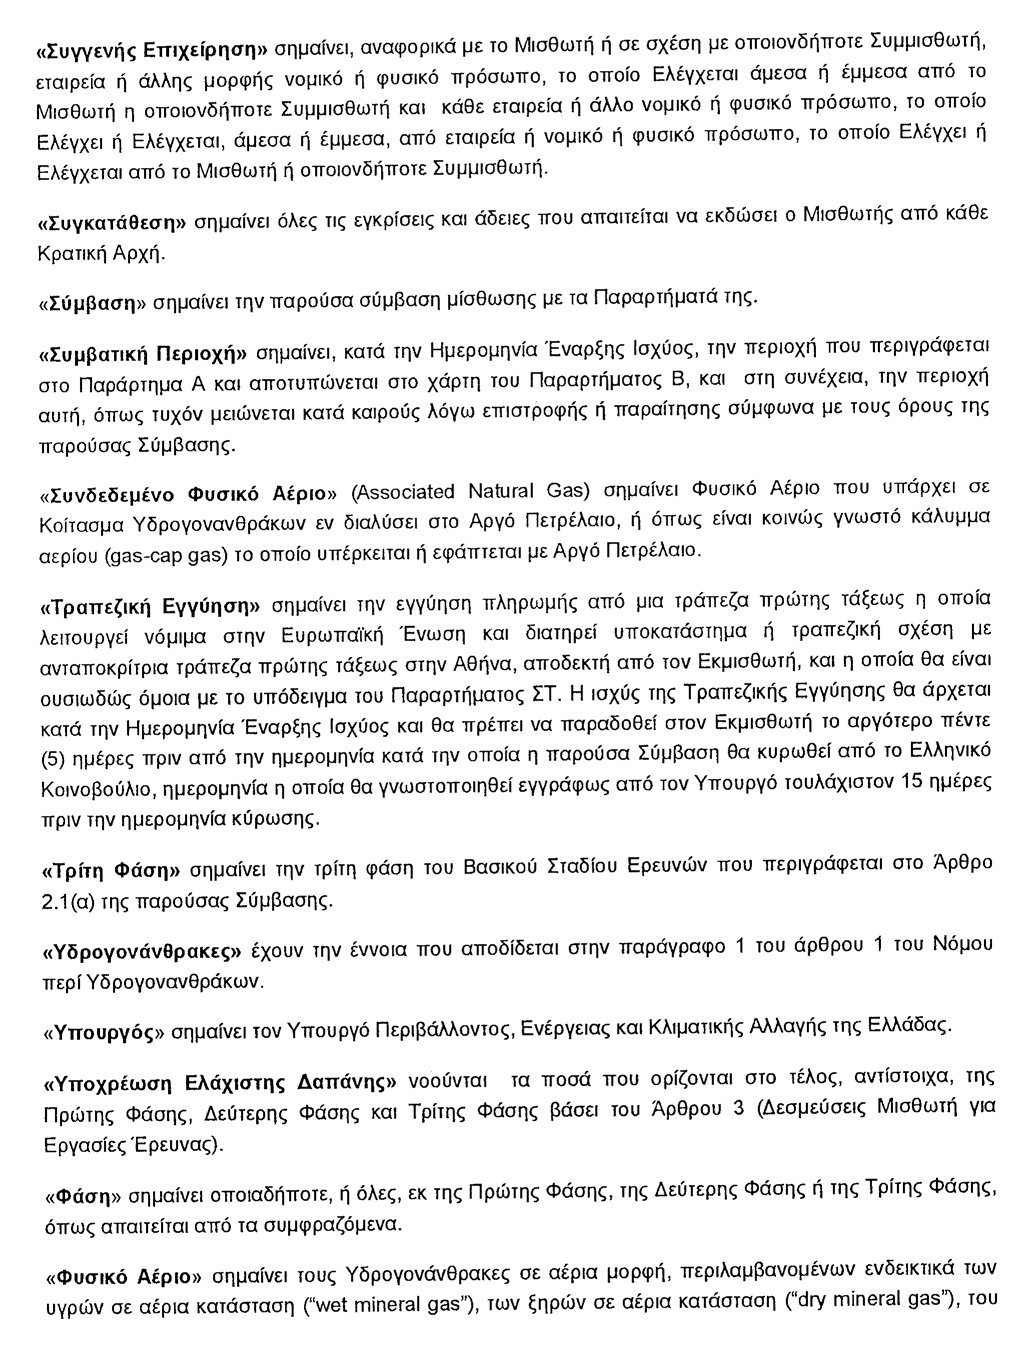 «Συγγενής Επιχείρηση» σημαίνει, αναφορικά με το Μισθωτή ή σε σχέση με οποιονδήποτε Συμμισθωτή,
εταιρεία ή άλλης μορφής νομικό ή φυσικό πρόσωπο, το οποίο Ελέγχεται άμεσα ή έμμεσα από το
Μισθωτή η οποιονδήποτε Συμμισθωτή και κάθε εταιρεία ή άλλο νομικό ή φυσικό πρόσωπο, το οποίο
Ελέγχει ή Ελέγχεται, άμεσα ή έμμεσα, από εταιρεία ή νομικό ή φυσικό πρόσωπο, το οποίο Ελέγχει ή
Ελέγχεται από το Μισθωτή ή οποιονδήποτε Συμμισθωτή.
«Συγκατάθεση» σημαίνει όλες τις εγκρίσεις και άδειες που απαιτείται να εκδώσει ο Μισθωτής από κάθε
Κρατική Αρχή.
«Σύμβαση» σημαίνει την παρούσα σύμβαση μίσθωσης με τα Παραρτήματά της.
«Συμβατική Περιοχή» σημαίνει, κατά την Ημερομηνία Έναρξης Ισχύος, την περιοχή που περιγράφεται
στο Παράρτημα Α και αποτυπώνεται στο χάρτη του Παραρτήματος Β, και στη συνέχεια, την περιοχή
αυτή, όπως τυχόν μειώνεται κατά καιρούς λόγω επιστροφής ή παραίτησης σύμφωνα με τους όρους της
παρούσας Σύμβασης.
«Συνδεδεμένο Φυσικό Αέριο» (Associated Natural Gas) σημαίνει Φυσικό Αέριο που υπάρχει σε
Κοίτασμα Υδρογονανθράκων εν διαλύσει στο Αργό Πετρέλαιο, ή όπως είναι κοινώς γνωστό κάλυμμα
αερίου (gas-cap gas) το οποίο υπέρκειται ή εφάπτεται με Αργό Πετρέλαιο.
«Τραπεζική Εγγύηση» σημαίνει την εγγύηση πληρωμής από μια τράπεζα πρώτης τάξεως η οποία
λειτουργεί νόμιμα στην Ευρωπαϊκή Ένωση και διατηρεί υποκατάστημα ή τραπεζική σχέση με
ανταποκρίτρια τράπεζα πρώτης τάξεως στην Αθήνα, αποδεκτή από τον Εκμισθωτή, και η οποία θα είναι
ουσιωδώς όμοια με το υπόδειγμα του Παραρτήματος ΣΤ. Η ισχύς της Τραπεζικής Εγγύησης θα άρχεται
κατά την Ημερομηνία Έναρξης Ισχύος και θα πρέπει να παραδοθεί στον Εκμισθωτή το αργότερο πέντε
(5) ημέρες πριν από την ημερομηνία κατά την οποία η παρούσα Σύμβαση θα κυρωθεί από το Ελληνικό
Κοινοβούλιο, ημερομηνία η οποία θα γνωστοποιηθεί εγγράφως από τον Υπουργό τουλάχιστον 15 ημέρες
πριν την ημερομηνία κύρωσης.
«Τρίτη Φάση» σημαίνει την τρίτη φάση του Βασικού Σταδίου Ερευνών που περιγράφεται στο Άρθρο
2.1(α) της παρούσας Σύμβασης.
«Υδρογονάνθρακες» έχουν την έννοια που αποδίδεται στην παράγραφο 1 του άρθρου 1 του Νόμου
περί Υδρογονανθράκων.
«Υπουργός» σημαίνει τον Υπουργό Περιβάλλοντος, Ενέργειας και Κλιματικής Αλλαγής της Ελλάδας.
«Υποχρέωση Ελάχιστης Δαπάνης» νοούνται τα ποσά που ορίζονται στο τέλος, αντίστοιχα, της
Πρώτης Φάσης, Δεύτερης Φάσης και Τρίτης Φάσης βάσει του Άρθρου 3 (Δεσμεύσεις Μισθωτή για
Εργασίες Έρευνας).
«Φάση» σημαίνει οποιαδήποτε, ή όλες, εκ της Πρώτης Φάσης, της Δεύτερης Φάσης ή της Τρίτης Φάσης,
όπως απαιτείται από τα συμφραζόμενα.
«Φυσικό Αέριο» σημαίνει τους Υδρογονάνθρακες σε αέρια μορφή, περιλαμβανομένων ενδεικτικά των
υγρών σε αέρια κατάσταση (“wet mineral gas”), των ξηρών σε αέρια κατάσταση (“dry mineral gas”), του